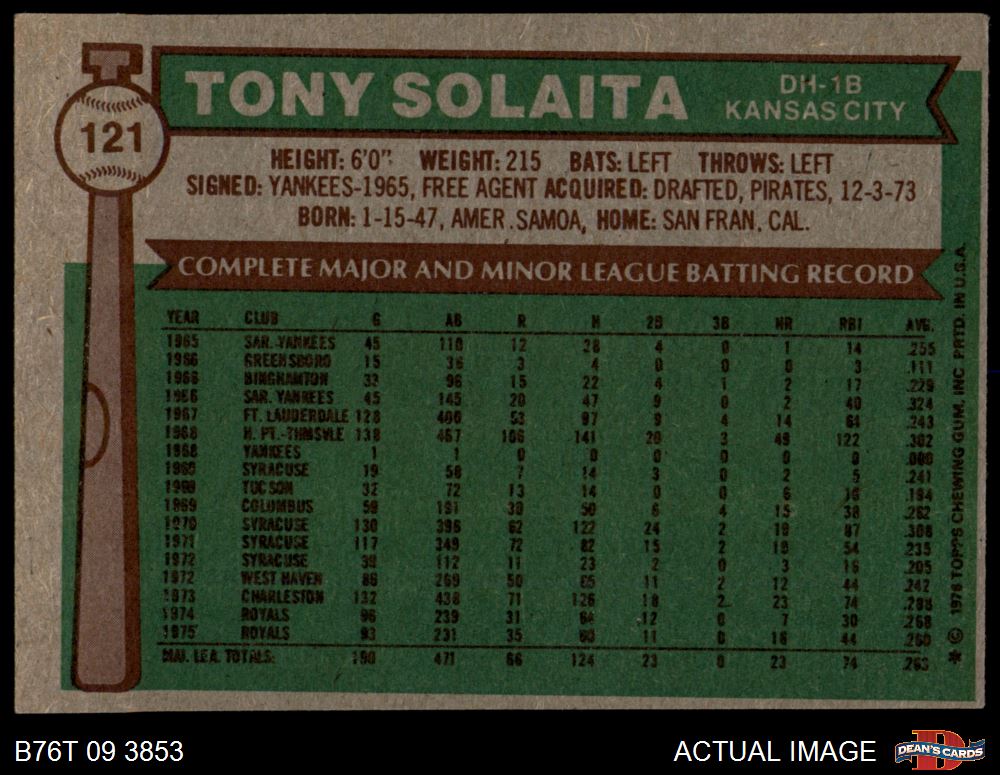 121
TONY SOLAITA
DH-1B
KANSAS CITY
HEIGHT: 6'0" WEIGHT: 215 BATS: LEFT THROWS: LEFT
SIGNED: YANKEES-1965, FREE AGENT ACQUIRED: DRAFTED, PIRATES, 12-3-73
BORN: 1-15-47, AMER. SAMOA, HOME: SAN FRAN, CAL.
COMPLETE MAJOR AND MINOR LEAGUE BATTING RECORD
YEAR CLUB G AB R H 2B 3B HR RBI AVG.
1965 SAR. YANKEES 45 110 12 28 4 0 1 14 .255
1966 GREENSBORO 15 36 3 4 0 0 0 3 .111
1966 BINGHAMTON 33 96 15 22 4 1 2 17 .229
1966 SAR. YANKEES 45 145 20 47 9 0 2 40 .324
1967 FT. LAUDERDALE 128 400 53 97 9 4 14 64 .243
1968 H. PT.-THMSVLE 138 467 106 141 20 3 49 122 .302
1968 YANKEES 1 1 0 0 0 0 0 0 .000
1969 SYRACUSE 19 58 7 14 3 0 2 5 .241
1969 TUCSON 32 72 13 14 0 0 6 .194
1969 COLUMBUS 59 191 30 50 6 4 15 38 .262
1970 SYRACUSE 130 396 62 122 24 2 19 87 .308
1971 SYRACUSE 117 349 72 82 15 2 19 54 .235
1972 SYRACUSE 39 112 11 23 2 0 3 16 .205
1972 WEST HAVEN 86 269 50 65 11 2 12 44 .242
1973 CHARLESTON 132 438 71 126 18 2 23 74 .288
1974 ROYALS 96 239 31 64 12 0 7 30 .268
1975 ROYALS 93 231 35 60 11 0 16 44 .260
MAJ. LEA. TOTALS: 190 471 66 124 23 0 23 74 .263
* © 1976 TOPPS CHEWING GUM, INC. PRTD. IN U.S.A.
B76T 09 3853
ACTUAL IMAGE
DEAN'S CARDS